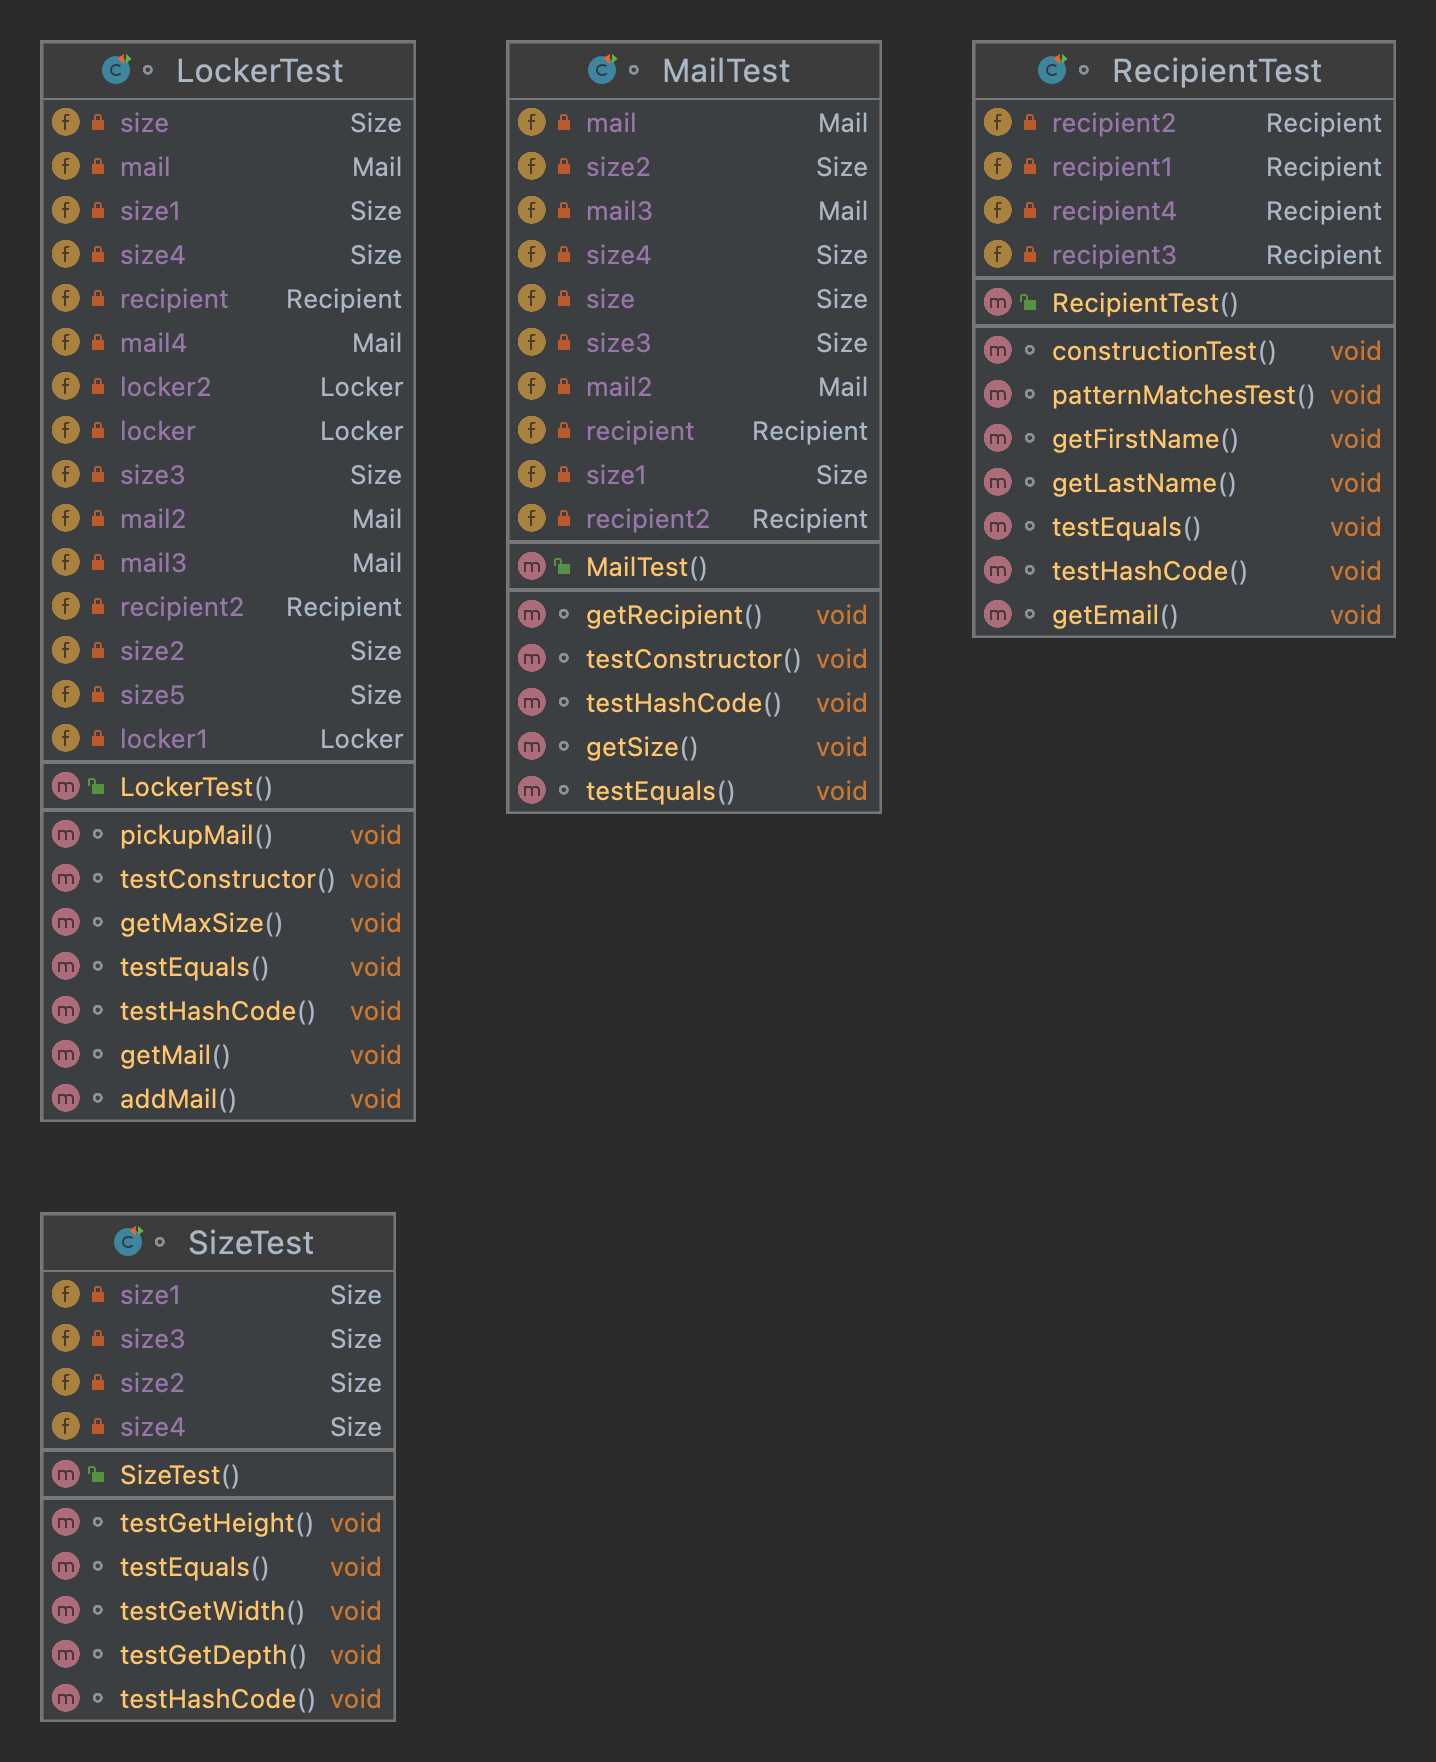 LockerTest
size Size
mail Mail
size1 Size
size4 Size
recipient Recipient
mail4 Mail
locker2 Locker
locker Locker
size3 Size
mail2 Mail
mail3 Mail
recipient2 Recipient
size2 Size
size5 Size
locker1 Locker
LockerTest()
pickupMail() void
testConstructor() void
getMaxSize() void
testEquals() void
testHashCode() void
getMail() void
addMail() void
MailTest
mail Mail
size2 Size
mail3 Mail
size4 Size
size Size
size3 Size
mail2 Mail
recipient Recipient
size1 Size
recipient2 Recipient
MailTest()
getRecipient() void
testConstructor() void
testHashCode() void
getSize() void
testEquals() void
RecipientTest
recipient2 Recipient
recipient1 Recipient
recipient4 Recipient
recipient3 Recipient
RecipientTest()
constructionTest() void
patternMatchesTest() void
getFirstName() void
getLastName() void
testEquals() void
testHashCode() void
getEmail() void
SizeTest
size1 Size
size3 Size
size2 Size
size4 Size
SizeTest()
testGetHeight() void
testEquals() void
testGetWidth() void
testGetDepth() void
testHashCode() void